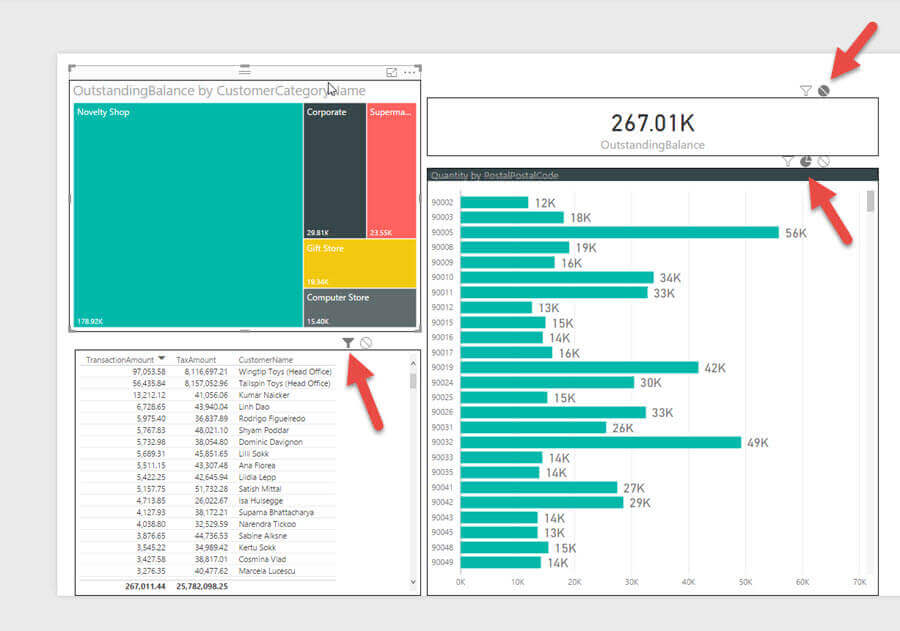 OutstandingBalance by CustomerCategoryName
Novelty Shop
178.92K
Corporate
29.81K
Superma...
23.55K
Gift Store
19.34K
Computer Store
15.40K
267.01K
OutstandingBalance
Quantity by PostalPostalCode
90002 12K
90003 18K
90005 56K
90008 19K
90009 16K
90010 34K
90011 33K
90012 13K
90015 15K
90016 14K
90017 16K
90019 42K
90024 30K
90025 15K
90026 33K
90031 26K
90032 49K
90033 14K
90035 14K
90041 27K
90042 29K
90043 14K
90045 13K
90048 15K
90049 14K
0K 10K 20K 30K 40K 50K 60K 70K
TransactionAmount TaxAmount CustomerName
97,053.58 8,116,697.21 Wingtip Toys (Head Office)
56,435.84 8,157,052.96 Tailspin Toys (Head Office)
13,212.12 41,056.06 Kumar Naicker
6,728.65 43,940.04 Linh Dao
5,975.40 36,837.89 Rodrigo Figueiredo
5,767.83 48,021.10 Shyam Poddar
5,732.98 38,054.80 Dominic Davignon
5,689.31 45,851.65 Lilli Sokk
5,511.15 43,307.48 Ana Florea
5,422.25 42,645.94 Liidia Lepp
5,157.75 51,732.28 Satish Mittal
4,713.85 26,022.67 Isa Hulsegge
4,127.93 38,172.21 Suparna Bhattacharya
4,038.80 32,529.59 Narendra Tickoo
3,876.65 44,736.53 Sabine Alksne
3,545.22 34,989.42 Kertu Sokk
3,427.58 38,817.01 Cosmina Vlad
3,276.35 40,477.62 Marcela Lucescu
267,011.44 25,782,098.25